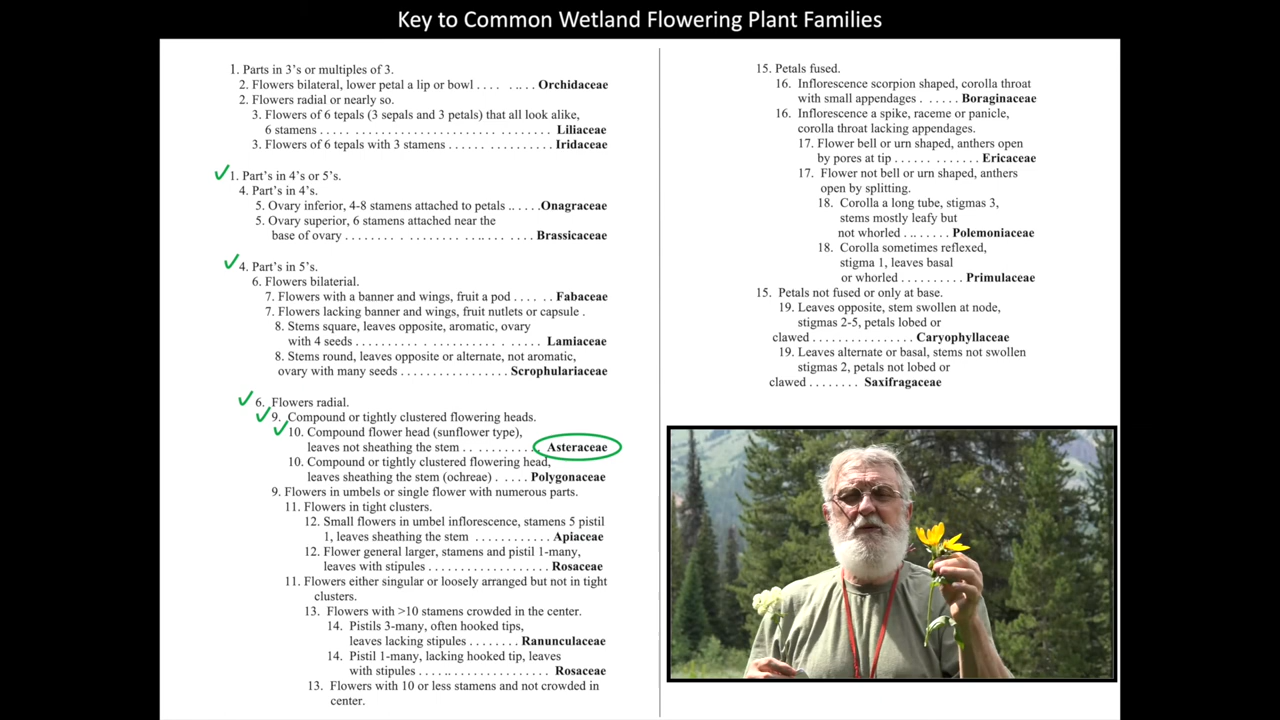 Key to Common Wetland Flowering Plant Families
1. Parts in 3's or multiples of 3.
2. Flowers bilateral, lower petal a lip or bowl . . . . . .. . . Orchidaceae
2. Flowers radial or nearly so.
3. Flowers of 6 tepals (3 sepals and 3 petals) that all look alike,
6 stamens . . . . . . . . . . . . . . . . . . . . . . . . . . . . . . . Liliaceae
3. Flowers of 6 tepals with 3 stamens . . . . . . . . . . . . . . . . Iridaceae
1. Part's in 4's or 5's.
4. Part's in 4's.
5. Ovary inferior, 4-8 stamens attached to petals .. . . . . Onagraceae
5. Ovary superior, 6 stamens attached near the
base of ovary . . . . . . . . . . . . . . . . . .. . . . . . . . Brassicaceae
4. Part's in 5's.
6. Flowers bilaterial.
7. Flowers with a banner and wings, fruit a pod . . . . . . Fabaceae
7. Flowers lacking banner and wings, fruit nutlets or capsule .
8. Stems square, leaves opposite, aromatic, ovary
with 4 seeds . . . . . . . . . . . . . . . . . . . . . . . . . Lamiaceae
8. Stems round, leaves opposite or alternate, not aromatic,
ovary with many seeds . . . . . . . . . . . . . . . . . Scrophulariaceae
6. Flowers radial.
9. Compound or tightly clustered flowering heads.
10. Compound flower head (sunflower type),
leaves not sheathing the stem . . . . . . . . . . . Asteraceae
10. Compound or tightly clustered flowering head,
leaves sheathing the stem (ochreae) . . . . . Polygonaceae
9. Flowers in umbels or single flower with numerous parts.
11. Flowers in tight clusters.
12. Small flowers in umbel inflorescence, stamens 5 pistil
1, leaves sheathing the stem . . . . . . . . . . . . Apiaceae
12. Flower general larger, stamens and pistil 1-many,
leaves with stipules . . . . . . . . . . . . . . . . . . . Rosaceae
11. Flowers either singular or loosely arranged but not in tight
clusters.
13. Flowers with >10 stamens crowded in the center.
14. Pistils 3-many, often hooked tips,
leaves lacking stipules . . . . . . . . Ranunculaceae
14. Pistil 1-many, lacking hooked tip, leaves
with stipules . . . . .. . . . . . . . . . . . . . . . Rosaceae
13. Flowers with 10 or less stamens and not crowded in
center.
15. Petals fused.
16. Inflorescence scorpion shaped, corolla throat
with small appendages . . . . . . Boraginaceae
16. Inflorescence a spike, raceme or panicle,
corolla throat lacking appendages.
17. Flower bell or urn shaped, anthers open
by pores at tip . . . . . . . . . . . . . Ericaceae
17. Flower not bell or urn shaped, anthers
open by splitting.
18. Corolla a long tube, stigmas 3,
stems mostly leafy but
not whorled . .. . . . . . Polemoniaceae
18. Corolla sometimes reflexed,
stigma 1, leaves basal
or whorled . . . . . . . . . . Primulaceae
15. Petals not fused or only at base.
19. Leaves opposite, stem swollen at node,
stigmas 2-5, petals lobed or
clawed . . . . . . . . . . . . . . . . Caryophyllaceae
19. Leaves alternate or basal, stems not swollen
stigmas 2, petals not lobed or
clawed . . . . . . . . Saxifragaceae